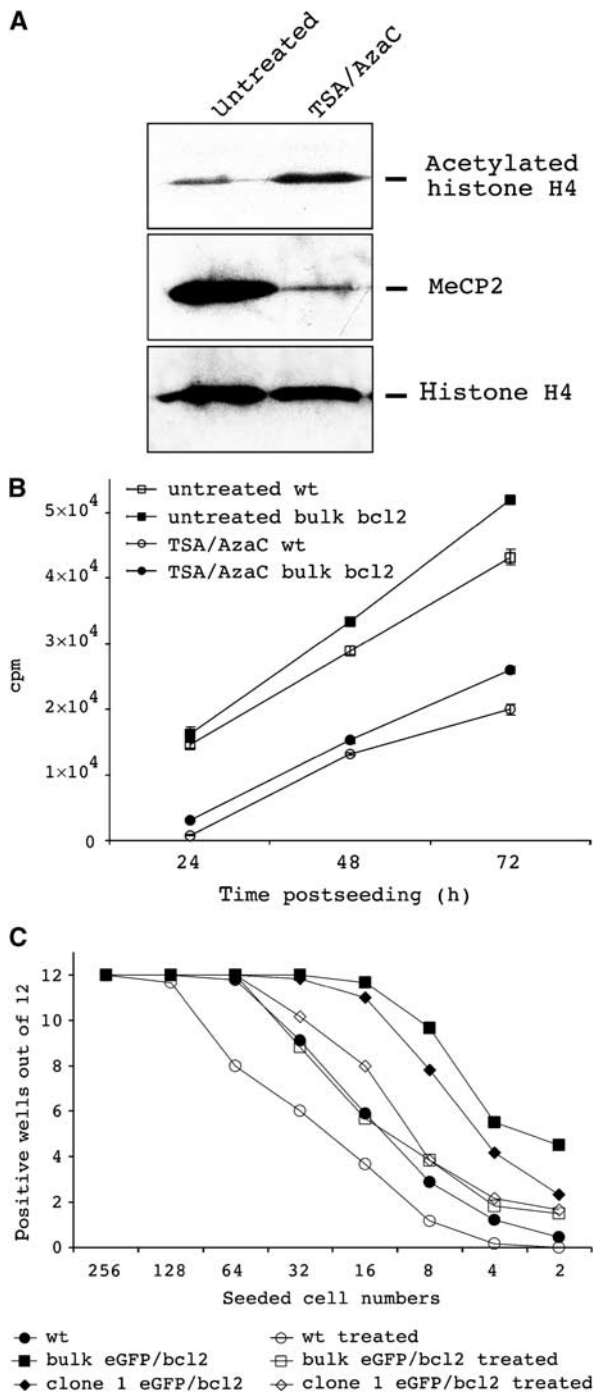 A
Untreated
TSA/AzaC
Acetylated
histone H4
MeCP2
Histone H4
B
untreated wt
untreated bulk bcl2
TSA/AzaC wt
TSA/AzaC bulk bcl2
5×10⁴
4×10⁴
3×10⁴
2×10⁴
1×10⁴
0
cpm
24 48 72
Time postseeding (h)
C
Positive wells out of 12
12
10
8
6
4
2
0
256 128 64 32 16 8 4 2
Seeded cell numbers
wt
wt treated
bulk eGFP/bcl2
bulk eGFP/bcl2 treated
clone 1 eGFP/bcl2
clone 1 eGFP/bcl2 treated